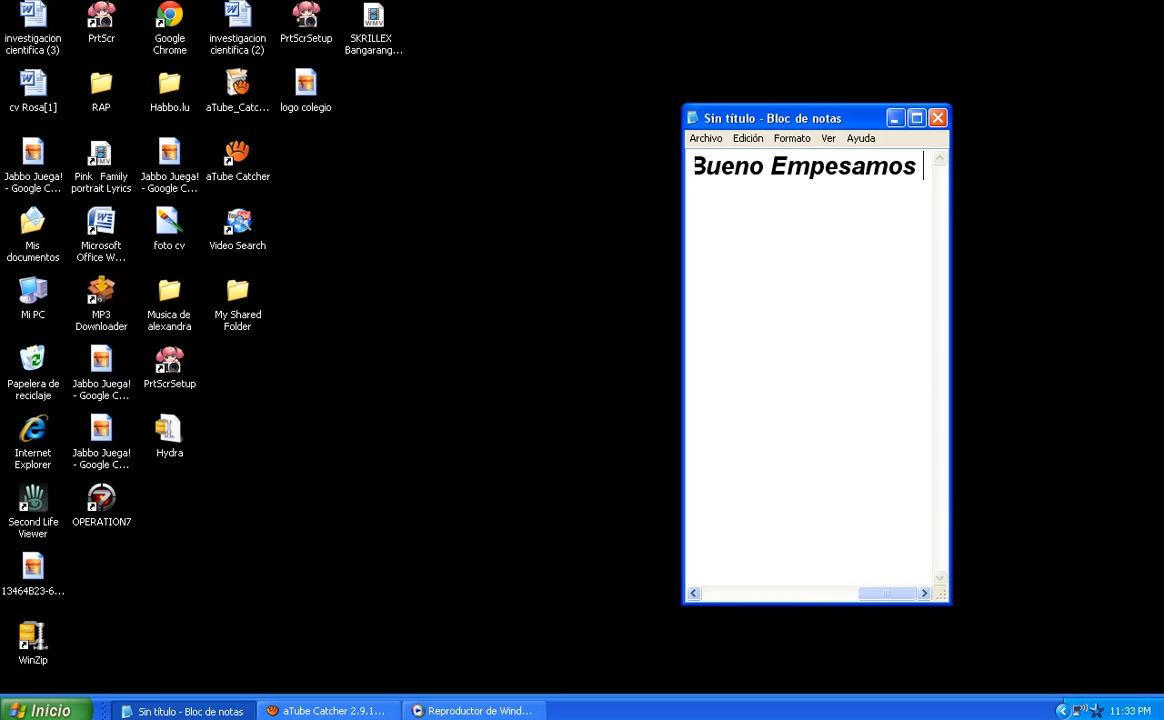 investigacion
cientifica (3)
PrtScr
Google
Chrome
investigacion
cientifica (2)
PrtScrSetup
SKRILLEX
Bangarang...
WMV
cv Rosa[1]
RAP
Habbo.lu
aTube_Catc...
logo colegio
Jabbo Juega!
- Google C...
Pink Family
portrait Lyrics
Jabbo Juega!
- Google C...
aTube Catcher
Mis
documentos
Microsoft
Office W...
foto cv
Video Search
Mi PC
MP3
Downloader
Musica de
alexandra
My Shared
Folder
Papelera de
reciclaje
Jabbo Juega!
- Google C...
PrtScrSetup
Internet
Explorer
Jabbo Juega!
- Google C...
Hydra
Second Life
Viewer
OPERATION7
13464B23-6...
WinZip
Sin título - Bloc de notas
Archivo Edición Formato Ver Ayuda
Bueno Empesamos
Inicio
Sin título - Bloc de notas
aTube Catcher 2.9.1...
Reproductor de Wind...
11:33 PM